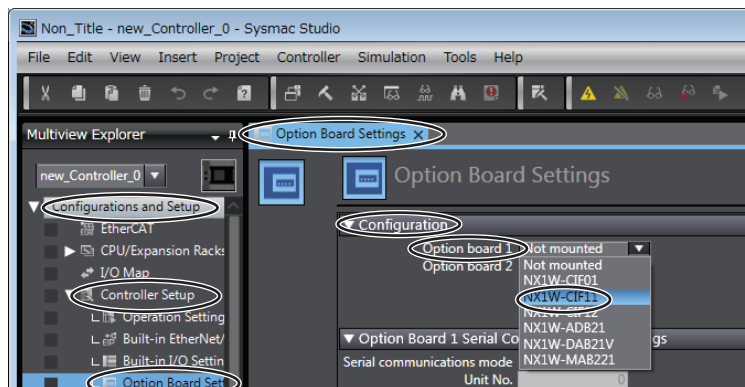 Non_Title - new_Controller_0 - Sysmac Studio
File Edit View Insert Project Controller Simulation Tools Help
Multiview Explorer
Option Board Settings
new_Controller_0
Option Board Settings
Configurations and Setup
EtherCAT
CPU/Expansion Racks
I/O Map
Controller Setup
Operation Setting
Built-in EtherNet/
Built-in I/O Settin
Option Board Sett
Configuration
Option board 1 Not mounted
Option board 2
Not mounted
NX1W-CIF01
NX1W-CIF11
NX1W-CIF12
NX1W-ADB21
NX1W-DAB21V
NX1W-MAB221
Option Board 1 Serial Co gs
Serial communications mode
Unit No. 0